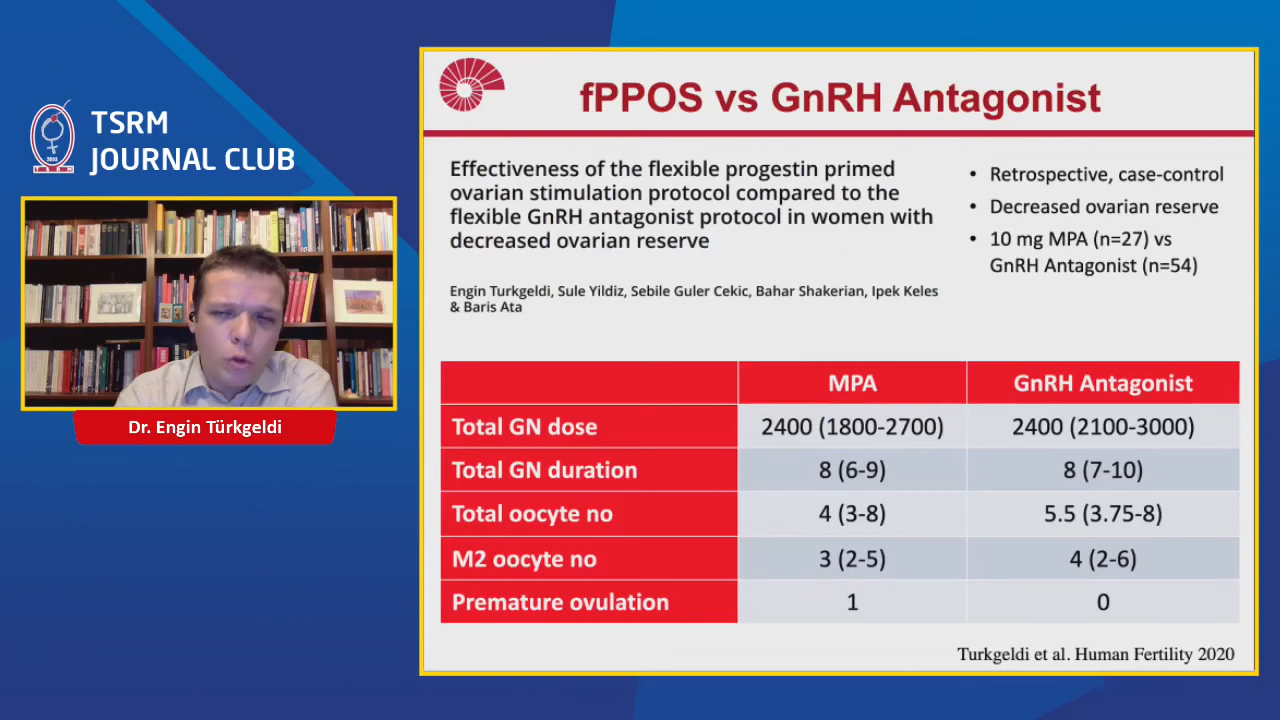 TSRM
JOURNAL CLUB
2003
T S R M
Dr. Engin Türkgeldi
fPPOS vs GnRH Antagonist
Effectiveness of the flexible progestin primed
ovarian stimulation protocol compared to the
flexible GnRH antagonist protocol in women with
decreased ovarian reserve
Engin Turkgeldi, Sule Yildiz, Sebile Guler Cekic, Bahar Shakerian, Ipek Keles
& Baris Ata
• Retrospective, case-control
• Decreased ovarian reserve
• 10 mg MPA (n=27) vs
GnRH Antagonist (n=54)
MPA GnRH Antagonist
Total GN dose 2400 (1800-2700) 2400 (2100-3000)
Total GN duration 8 (6-9) 8 (7-10)
Total oocyte no 4 (3-8) 5.5 (3.75-8)
M2 oocyte no 3 (2-5) 4 (2-6)
Premature ovulation 1 0
Turkgeldi et al. Human Fertility 2020